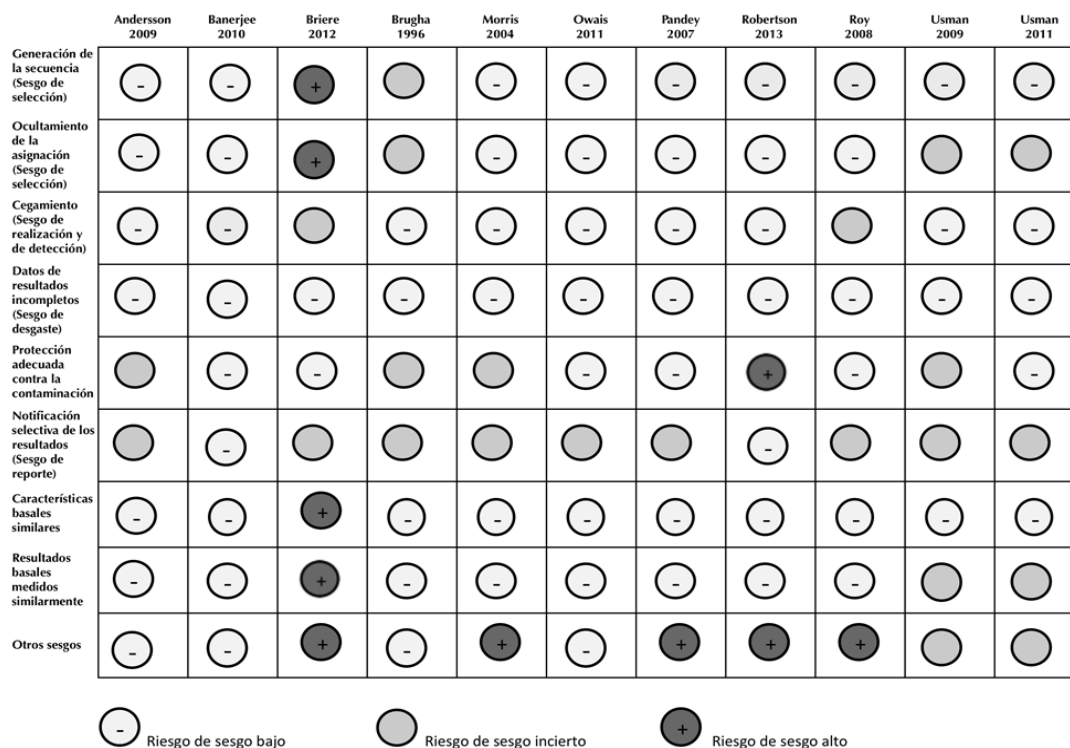 Andersson 2009
Banerjee 2010
Briere 2012
Brugha 1996
Morris 2004
Owais 2011
Pandey 2007
Robertson 2013
Roy 2008
Usman 2009
Usman 2011
Generación de
la secuencia
(Sesgo de
selección)
- - + - - - - - - -
Ocultamiento
de la
asignación
(Sesgo de
selección)
- - + - - - - -
Cegamiento
(Sesgo de
realización y
de detección)
- - - - - - - - -
Datos de
resultados
incompletos
(Sesgo de
desgaste)
- - - - - - - - - - -
Protección
adecuada
contra la
contaminación
- - - - + - -
Notificación
selectiva de los
resultados
(Sesgo de
reporte)
- -
Características
basales
similares
- - + - - - - - - - -
Resultados
basales
medidos
similarmente
- - + - - - - - -
Otros sesgos
- - + - + - + + +
- Riesgo de sesgo bajo
Riesgo de sesgo incierto
+ Riesgo de sesgo alto